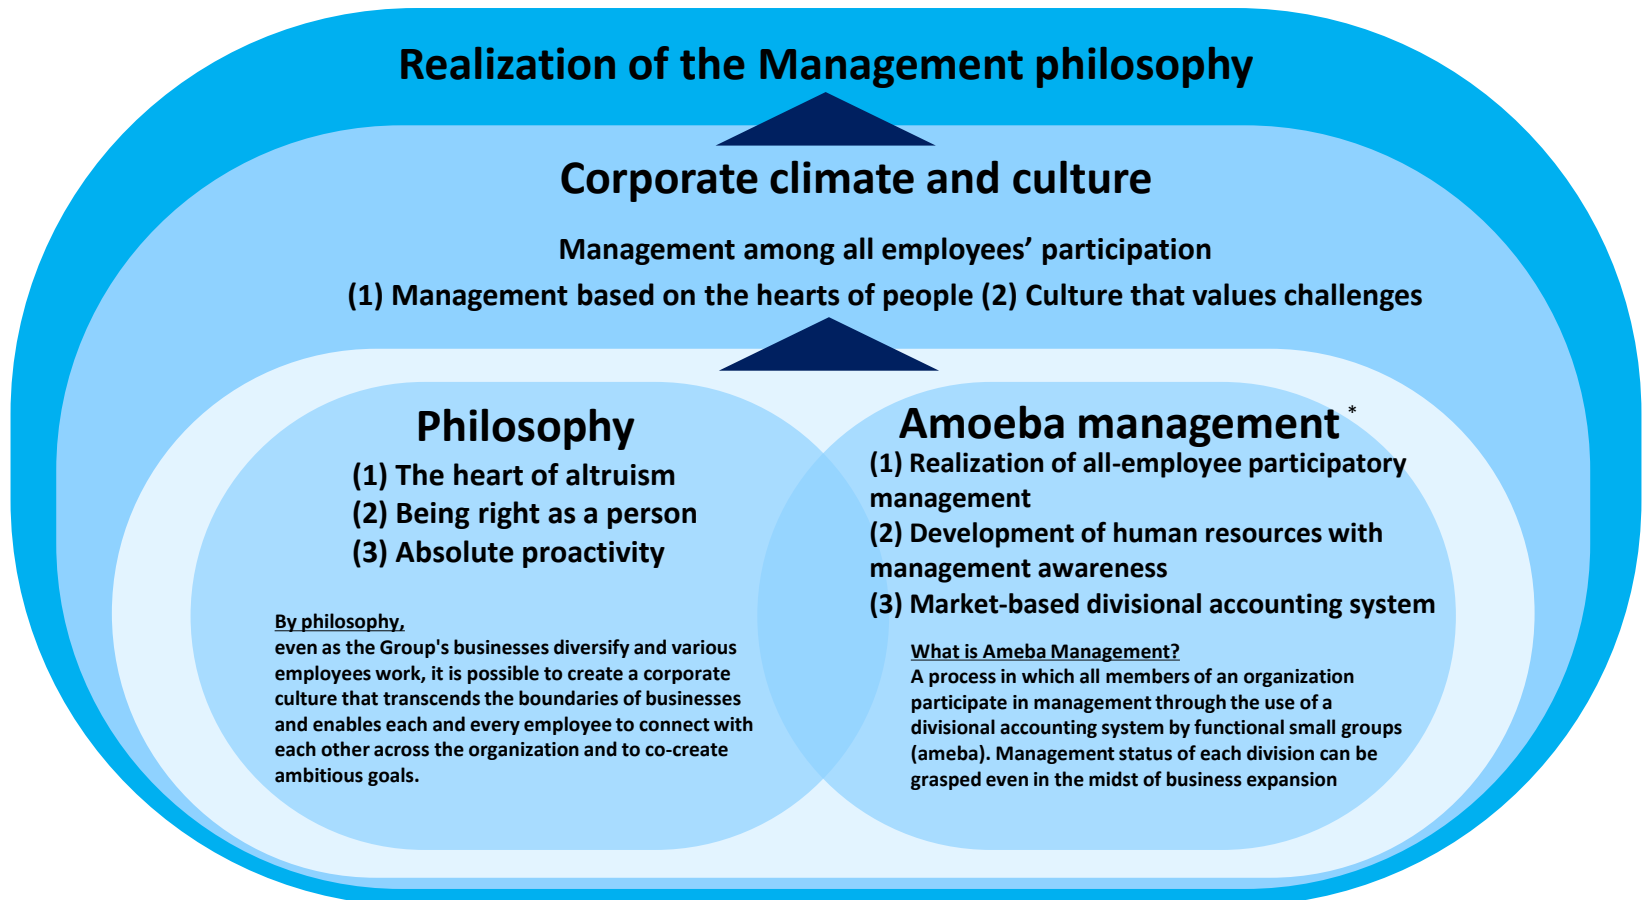 Realization of the Management philosophy
Corporate climate and culture
Management among all employees’ participation
(1) Management based on the hearts of people (2) Culture that values challenges
Philosophy
(1) The heart of altruism
(2) Being right as a person
(3) Absolute proactivity
By philosophy,
even as the Group's businesses diversify and various
employees work, it is possible to create a corporate
culture that transcends the boundaries of businesses
and enables each and every employee to connect with
each other across the organization and to co-create
ambitious goals.
Amoeba management *
(1) Realization of all-employee participatory
management
(2) Development of human resources with
management awareness
(3) Market-based divisional accounting system
What is Ameba Management?
A process in which all members of an organization
participate in management through the use of a
divisional accounting system by functional small groups
(ameba). Management status of each division can be
grasped even in the midst of business expansion